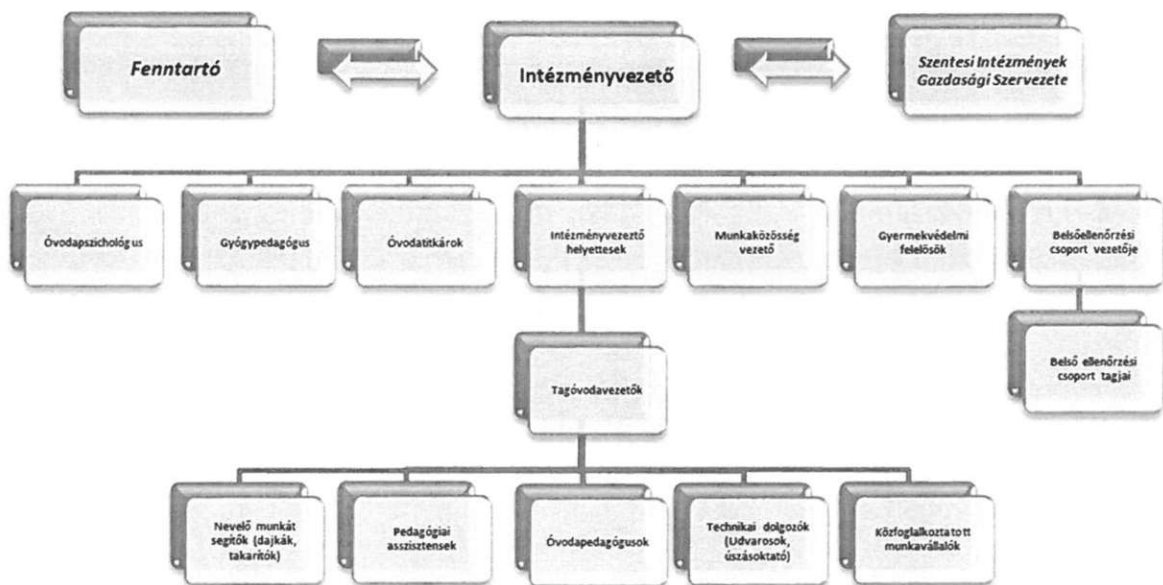 Fenntartó
Intézményvezető
Szentesi Intézmények
Gazdasági Szervezete
Óvodapszichológus
Gyógypedagógus
Óvodatitkárok
Intézményvezető
helyettesek
Munkaközösség
vezető
Gyermekvédelmi
felelősök
Belsőellenőrzési
csoport vezetője
Tagóvodavezetők
Belső ellenőrzési
csoport tagjai
Nevelő munkát
segítők (dajkák,
takarítók)
Pedagógiai
asszisztensek
Óvodapedagógusok
Technikai dolgozók
(Udvarosok,
úszásoktató)
Közfoglalkoztatott
munkavállalók